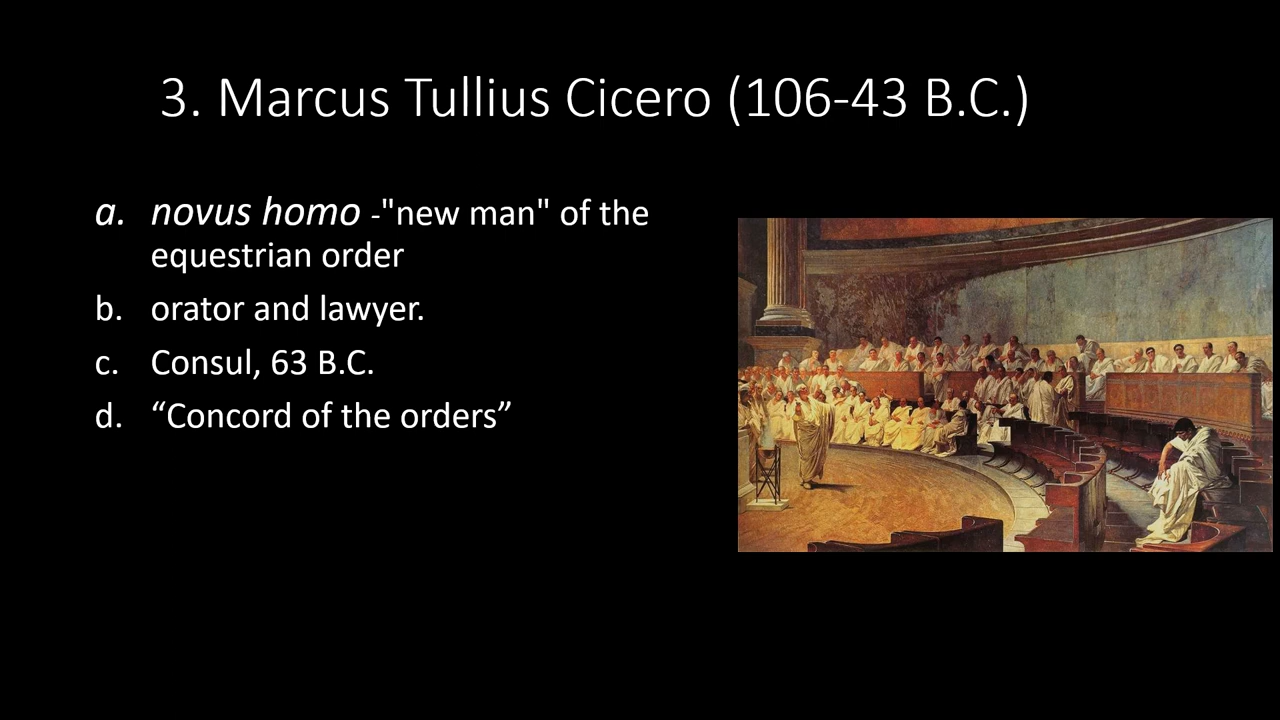 3. Marcus Tullius Cicero (106-43 B.C.)
a. novus homo -"new man" of the
equestrian order
b. orator and lawyer.
c. Consul, 63 B.C.
d. “Concord of the orders”